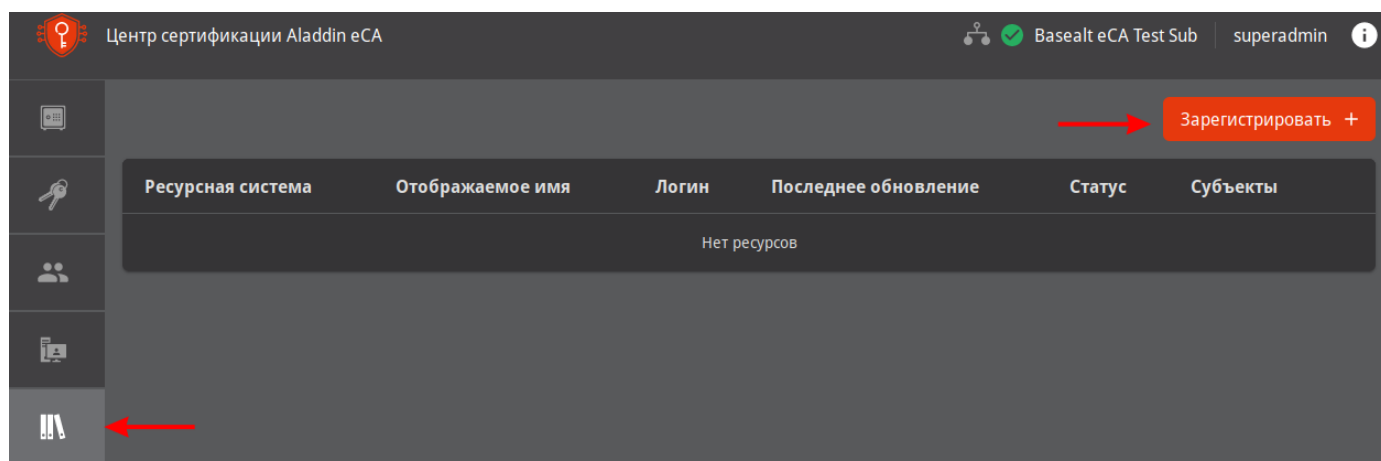 Центр сертификации Aladdin eCA
Basealt eCA Test Sub superadmin i
Зарегистрировать +
Ресурсная система Отображаемое имя Логин Последнее обновление Статус Субъекты
Нет ресурсов